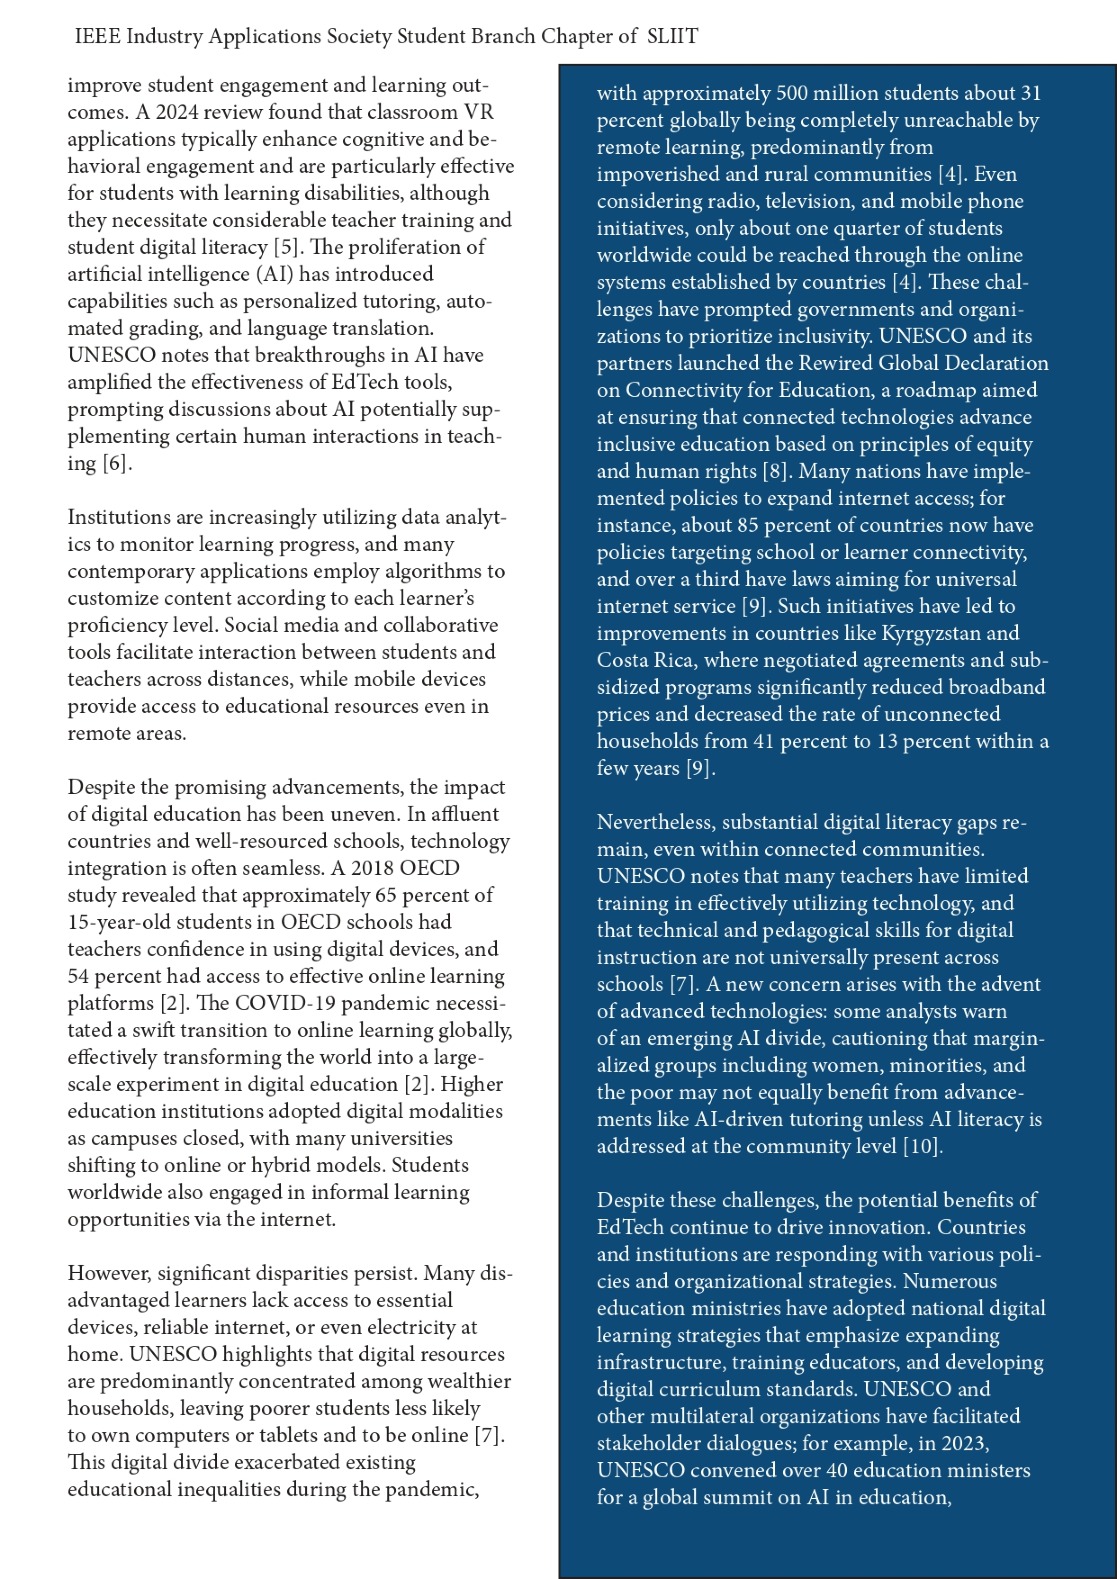 IEEE Industry Applications Society Student Branch Chapter of SLIIT
improve student engagement and learning out-
comes. A 2024 review found that classroom VR
applications typically enhance cognitive and be-
havioral engagement and are particularly effective
for students with learning disabilities, although
they necessitate considerable teacher training and
student digital literacy [5]. The proliferation of
artificial intelligence (AI) has introduced
capabilities such as personalized tutoring, auto-
mated grading, and language translation.
UNESCO notes that breakthroughs in AI have
amplified the effectiveness of EdTech tools,
prompting discussions about AI potentially sup-
plementing certain human interactions in teach-
ing [6].
Institutions are increasingly utilizing data analyt-
ics to monitor learning progress, and many
contemporary applications employ algorithms to
customize content according to each learner’s
proficiency level. Social media and collaborative
tools facilitate interaction between students and
teachers across distances, while mobile devices
provide access to educational resources even in
remote areas.
Despite the promising advancements, the impact
of digital education has been uneven. In affluent
countries and well-resourced schools, technology
integration is often seamless. A 2018 OECD
study revealed that approximately 65 percent of
15-year-old students in OECD schools had
teachers confidence in using digital devices, and
54 percent had access to effective online learning
platforms [2]. The COVID-19 pandemic necessi-
tated a swift transition to online learning globally,
effectively transforming the world into a large-
scale experiment in digital education [2]. Higher
education institutions adopted digital modalities
as campuses closed, with many universities
shifting to online or hybrid models. Students
worldwide also engaged in informal learning
opportunities via the internet.
However, significant disparities persist. Many dis-
advantaged learners lack access to essential
devices, reliable internet, or even electricity at
home. UNESCO highlights that digital resources
are predominantly concentrated among wealthier
households, leaving poorer students less likely
to own computers or tablets and to be online [7].
This digital divide exacerbated existing
educational inequalities during the pandemic,
with approximately 500 million students about 31
percent globally being completely unreachable by
remote learning, predominantly from
impoverished and rural communities [4]. Even
considering radio, television, and mobile phone
initiatives, only about one quarter of students
worldwide could be reached through the online
systems established by countries [4]. These chal-
lenges have prompted governments and organi-
zations to prioritize inclusivity. UNESCO and its
partners launched the Rewired Global Declaration
on Connectivity for Education, a roadmap aimed
at ensuring that connected technologies advance
inclusive education based on principles of equity
and human rights [8]. Many nations have imple-
mented policies to expand internet access; for
instance, about 85 percent of countries now have
policies targeting school or learner connectivity,
and over a third have laws aiming for universal
internet service [9]. Such initiatives have led to
improvements in countries like Kyrgyzstan and
Costa Rica, where negotiated agreements and sub-
sidized programs significantly reduced broadband
prices and decreased the rate of unconnected
households from 41 percent to 13 percent within a
few years [9].
Nevertheless, substantial digital literacy gaps re-
main, even within connected communities.
UNESCO notes that many teachers have limited
training in effectively utilizing technology, and
that technical and pedagogical skills for digital
instruction are not universally present across
schools [7]. A new concern arises with the advent
of advanced technologies: some analysts warn
of an emerging AI divide, cautioning that margin-
alized groups including women, minorities, and
the poor may not equally benefit from advance-
ments like AI-driven tutoring unless AI literacy is
addressed at the community level [10].
Despite these challenges, the potential benefits of
EdTech continue to drive innovation. Countries
and institutions are responding with various poli-
cies and organizational strategies. Numerous
education ministries have adopted national digital
learning strategies that emphasize expanding
infrastructure, training educators, and developing
digital curriculum standards. UNESCO and
other multilateral organizations have facilitated
stakeholder dialogues; for example, in 2023,
UNESCO convened over 40 education ministers
for a global summit on AI in education,